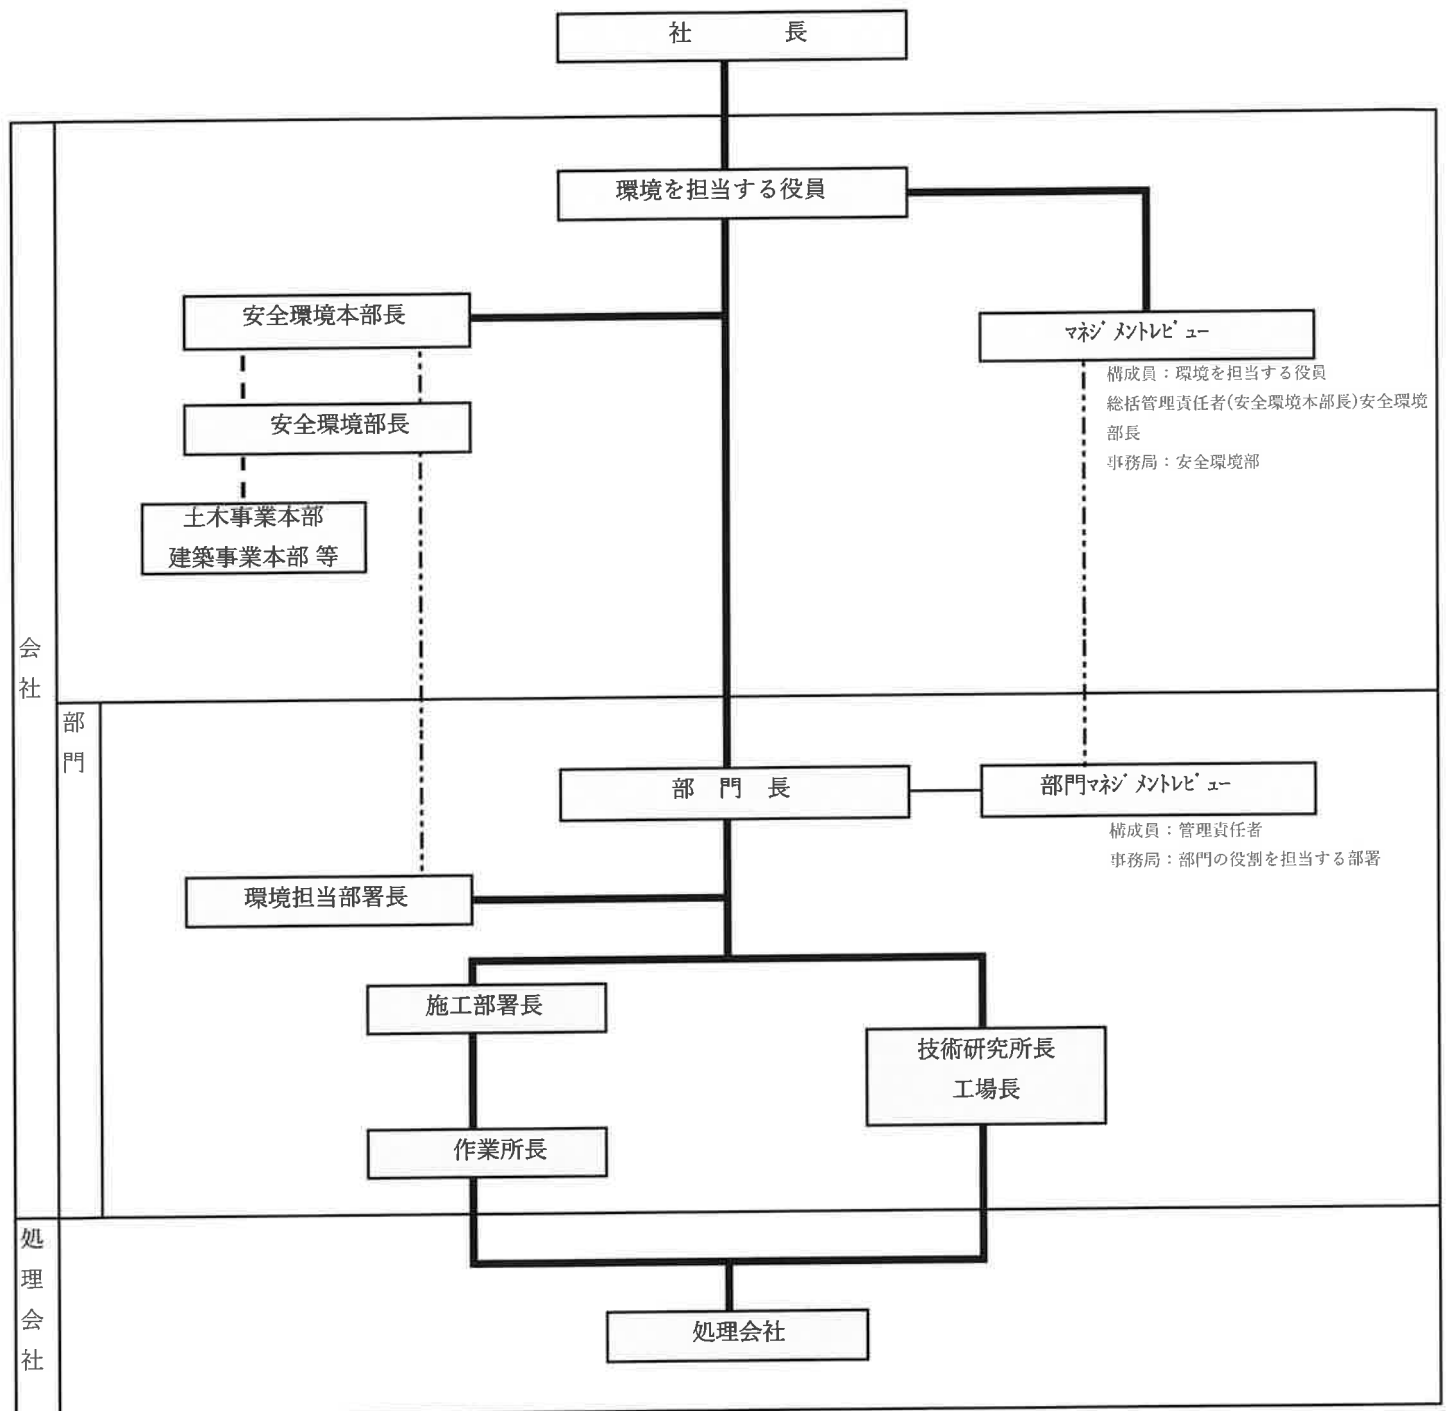 社　　　長
環境を担当する役員
安全環境本部長
マネジメントレビュー
構成員：環境を担当する役員
総括管理責任者(安全環境本部長)安全環境
部長
事務局：安全環境部
安全環境部長
土木事業本部
建築事業本部 等
会
社
部
門
部　門　長
部門マネジメントレビュー
構成員：管理責任者
事務局：部門の役割を担当する部署
環境担当部署長
施工部署長
技術研究所長
工場長
作業所長
処
理
会
社
処理会社